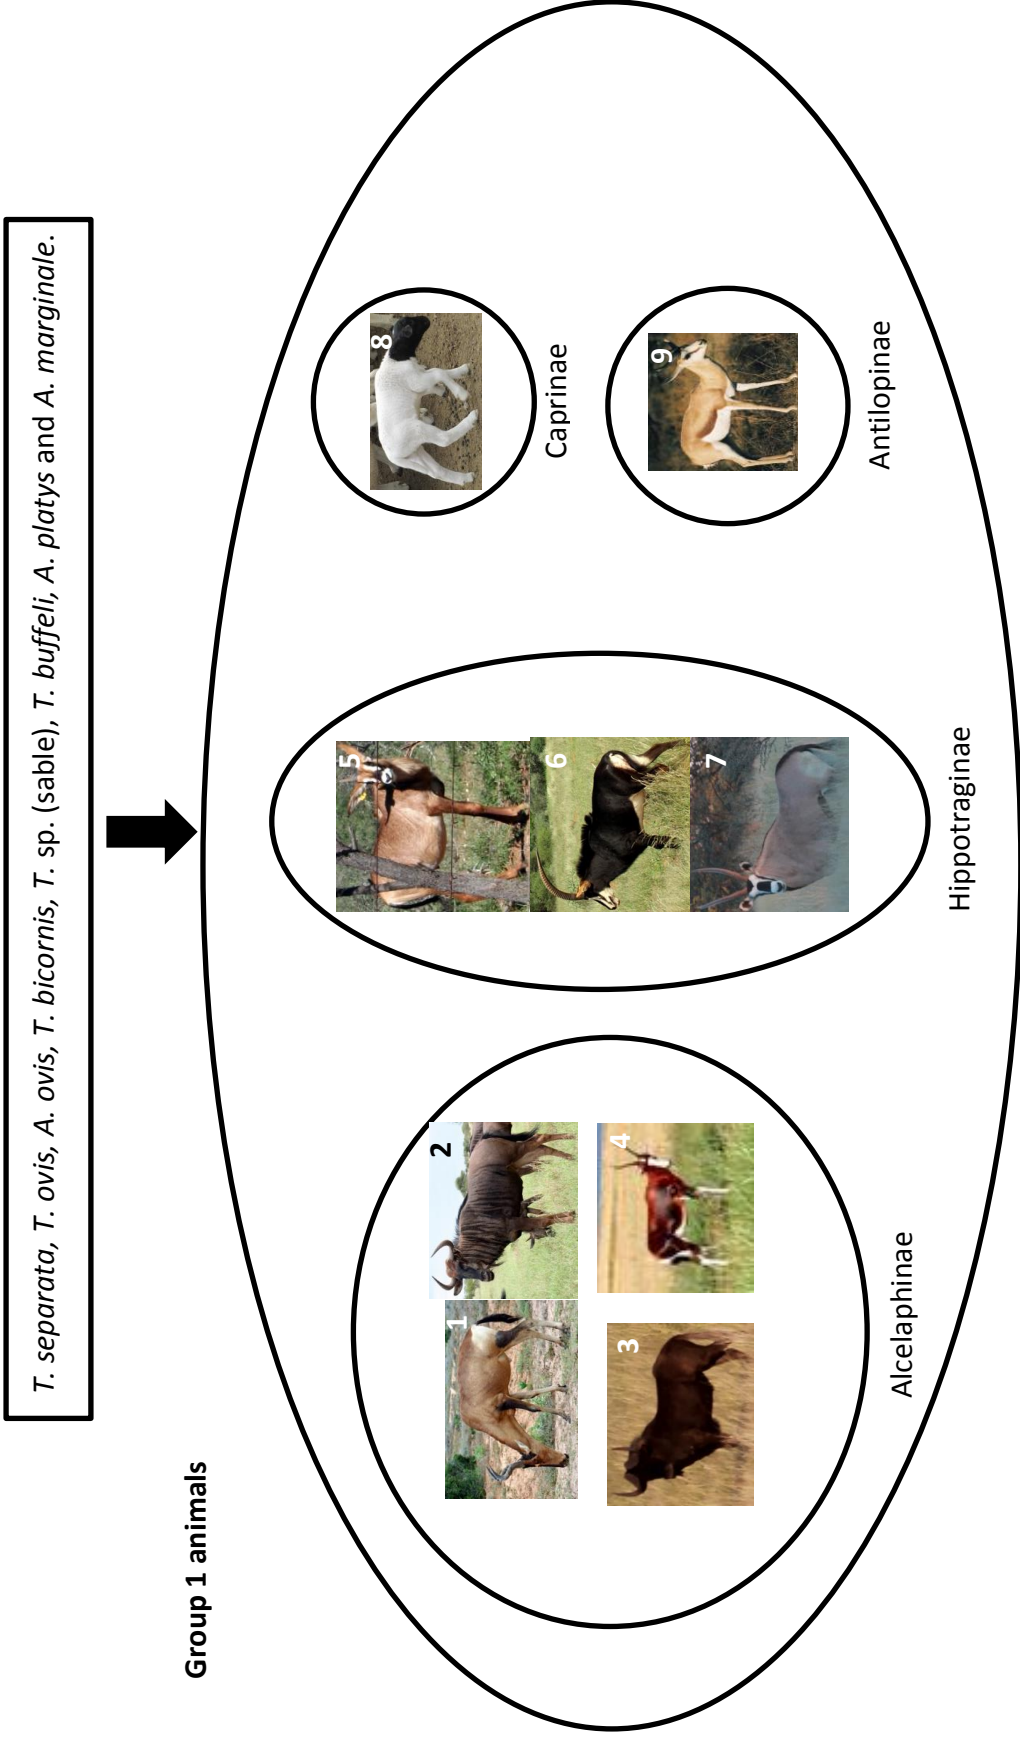 T. separata, T. ovis, A. ovis, T. bicornis, T. sp. (sable), T. buffeli, A. platys and A. marginale.
Group 1 animals
1
2
3
4
Alcelaphinae
5
6
7
Hippotraginae
8
Caprinae
9
Antilopinae